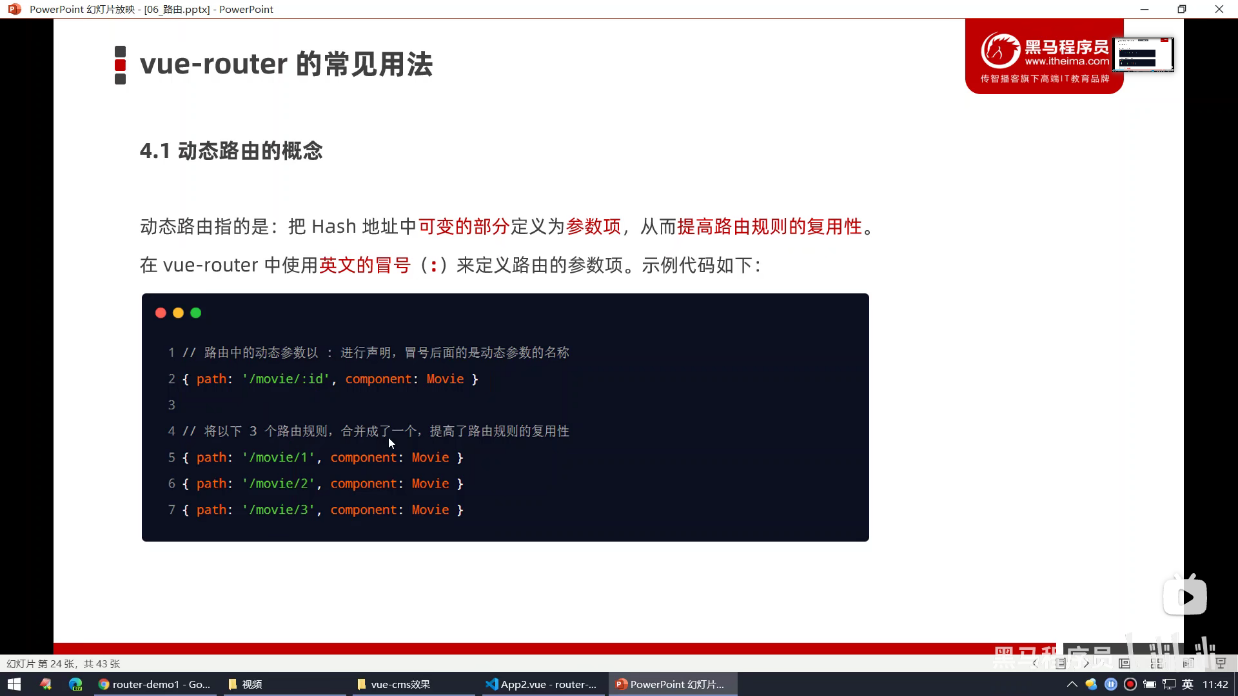 PowerPoint 幻灯片放映 - [06_路由.pptx] - PowerPoint
vue-router 的常见用法
黑马程序员
www.itheima.com
传智播客旗下高端IT教育品牌
4.1 动态路由的概念
动态路由指的是：把 Hash 地址中可变的部分定义为参数项，从而提高路由规则的复用性。
在 vue-router 中使用英文的冒号（:）来定义路由的参数项。示例代码如下：
1 // 路由中的动态参数以 : 进行声明，冒号后面的是动态参数的名称
2 { path: '/movie/:id', component: Movie }
3
4 // 将以下 3 个路由规则，合并成了一个，提高了路由规则的复用性
5 { path: '/movie/1', component: Movie }
6 { path: '/movie/2', component: Movie }
7 { path: '/movie/3', component: Movie }
黑马程序员
幻灯片 第 24 张，共 43 张
router-demo1 - Go...
视频
vue-cms效果
App2.vue - router-...
PowerPoint 幻灯片...
英
11:42